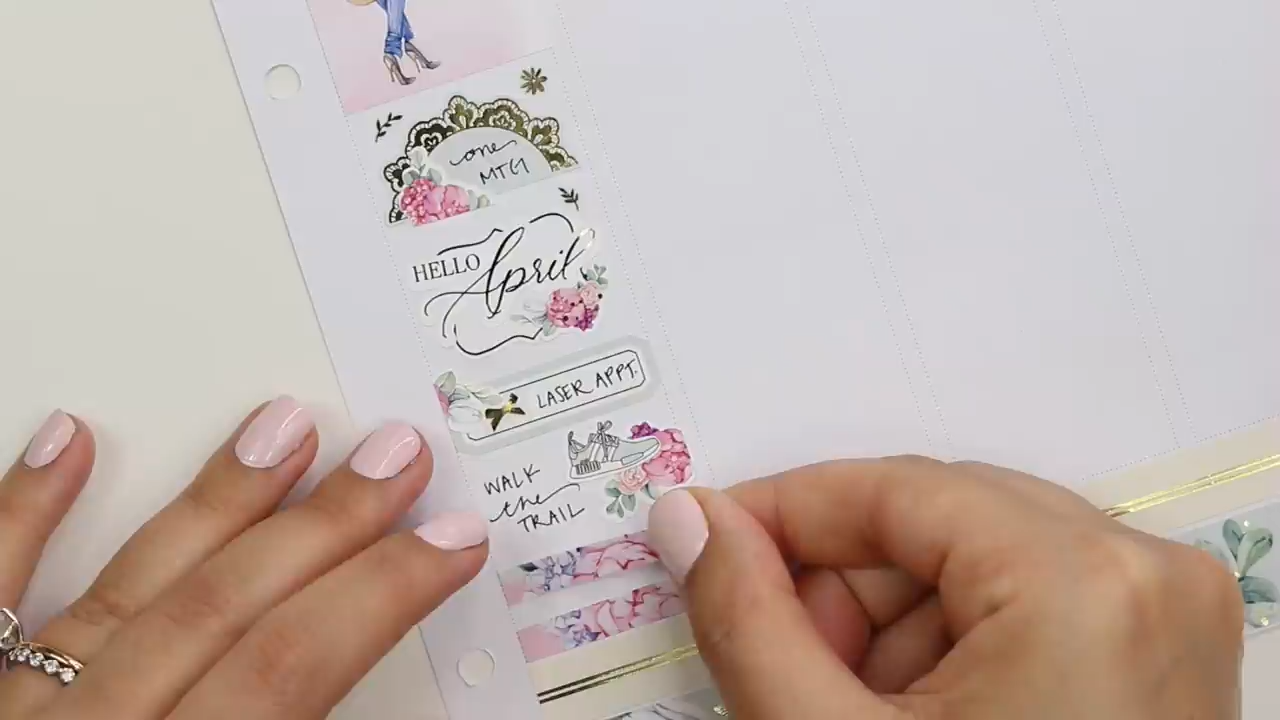 one
MTG
HELLO April
LASER APPT.
WALK
the
TRAIL